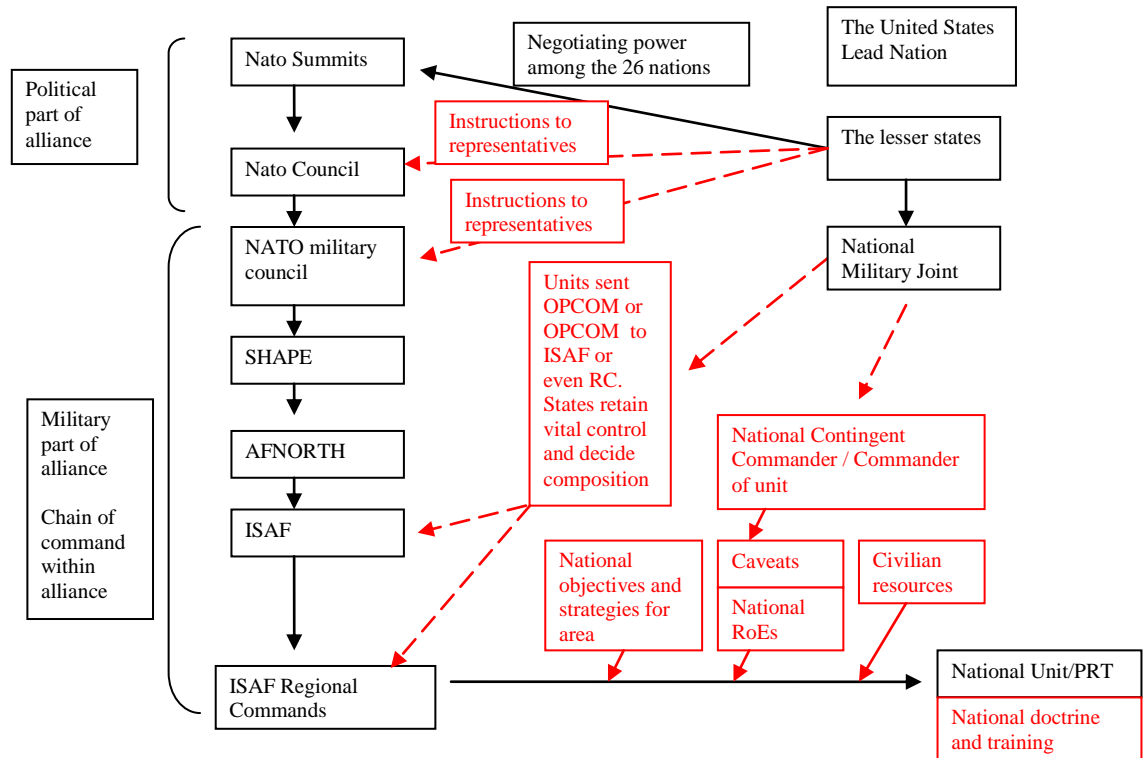 Nato Summits
Negotiating power
among the 26 nations
The United States
Lead Nation
Political
part of
alliance
Instructions to
representatives
The lesser states
Nato Council
Instructions to
representatives
NATO military
council
National
Military Joint
Units sent
OPCOM or
OPCOM  to
ISAF or
even RC.
States retain
vital control
and decide
composition
SHAPE
Military
part of
alliance
Chain of
command
within
alliance
AFNORTH
National Contingent
Commander / Commander
of unit
ISAF
National
objectives and
strategies for
area
Caveats
National
RoEs
Civilian
resources
ISAF Regional
Commands
National Unit/PRT
National doctrine
and training